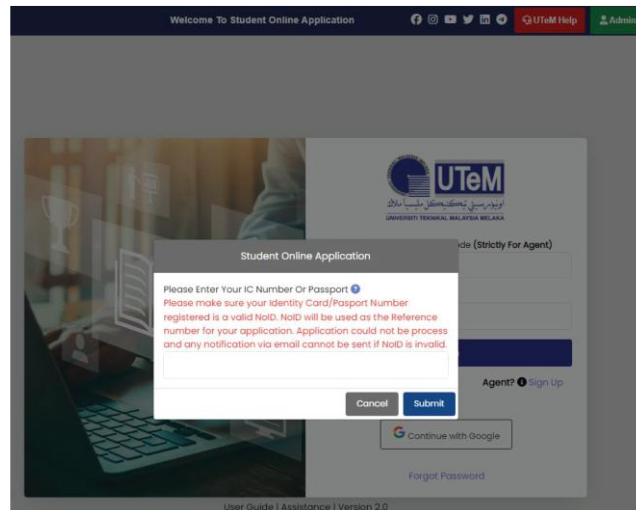 Welcome To Student Online Application
UTeM Help
Admin
UTeM
UNIVERSITI TEKNIKAL MALAYSIA MELAKA
(Strictly For Agent)
Student Online Application
Please Enter Your IC Number Or Passport
Please make sure your Identity Card/Pasport Number
registered is a valid NoID. NoID will be used as the Reference
number for your application. Application could not be process
and any notification via email cannot be sent if NoID is invalid.
Agent? Sign Up
Cancel Submit
Continue with Google
Forgot Password
User Guide | Assistance | Version 2.0